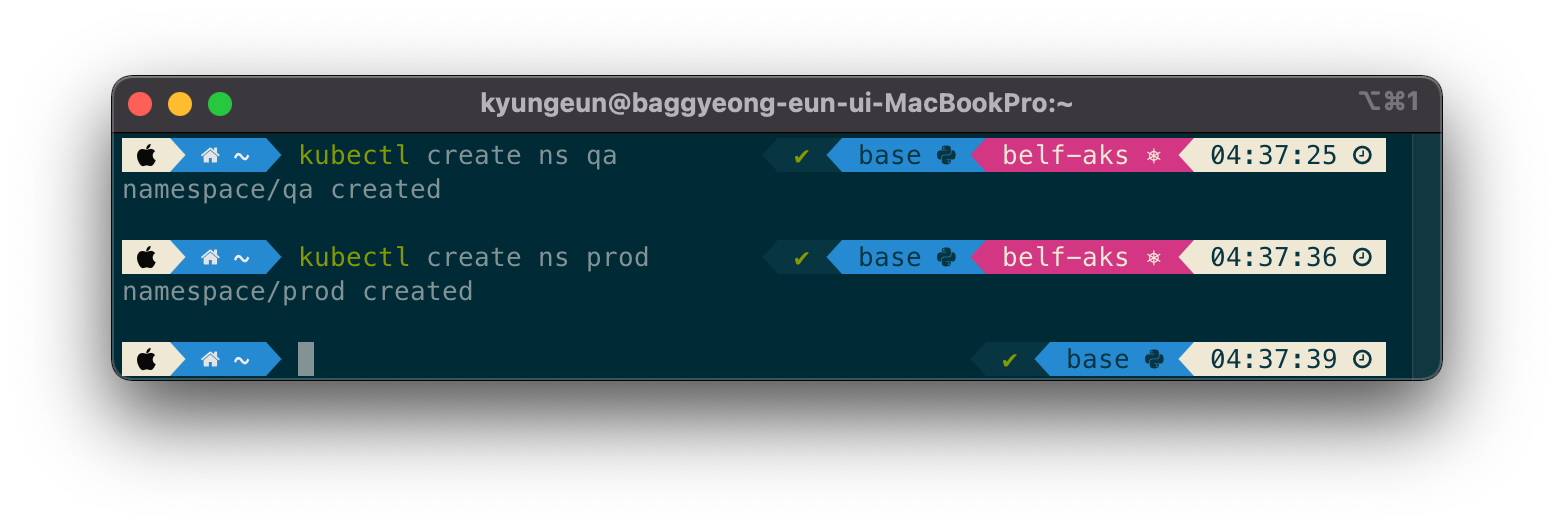 kyungeun@baggyeong-eun-ui-MacBookPro:~ ⌥⌘1
~ kubectl create ns qa ✔ base belf-aks 04:37:25
namespace/qa created
~ kubectl create ns prod ✔ base belf-aks 04:37:36
namespace/prod created
~ ✔ base 04:37:39